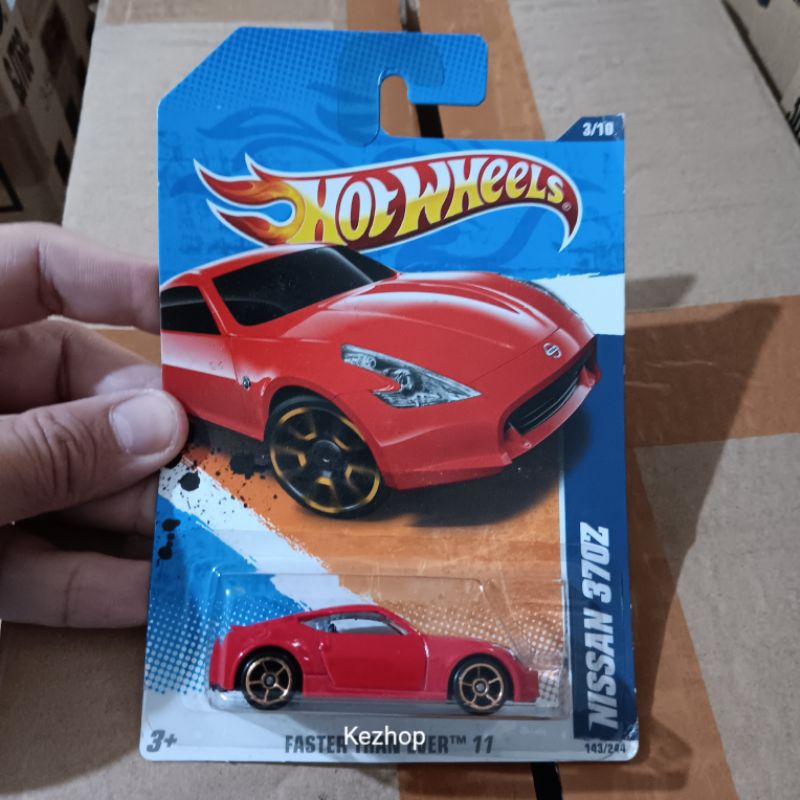 3/10
HOT WHEELS®
NISSAN 370Z
3+
FASTER THAN EVER™ 11
143/244
Kezhop